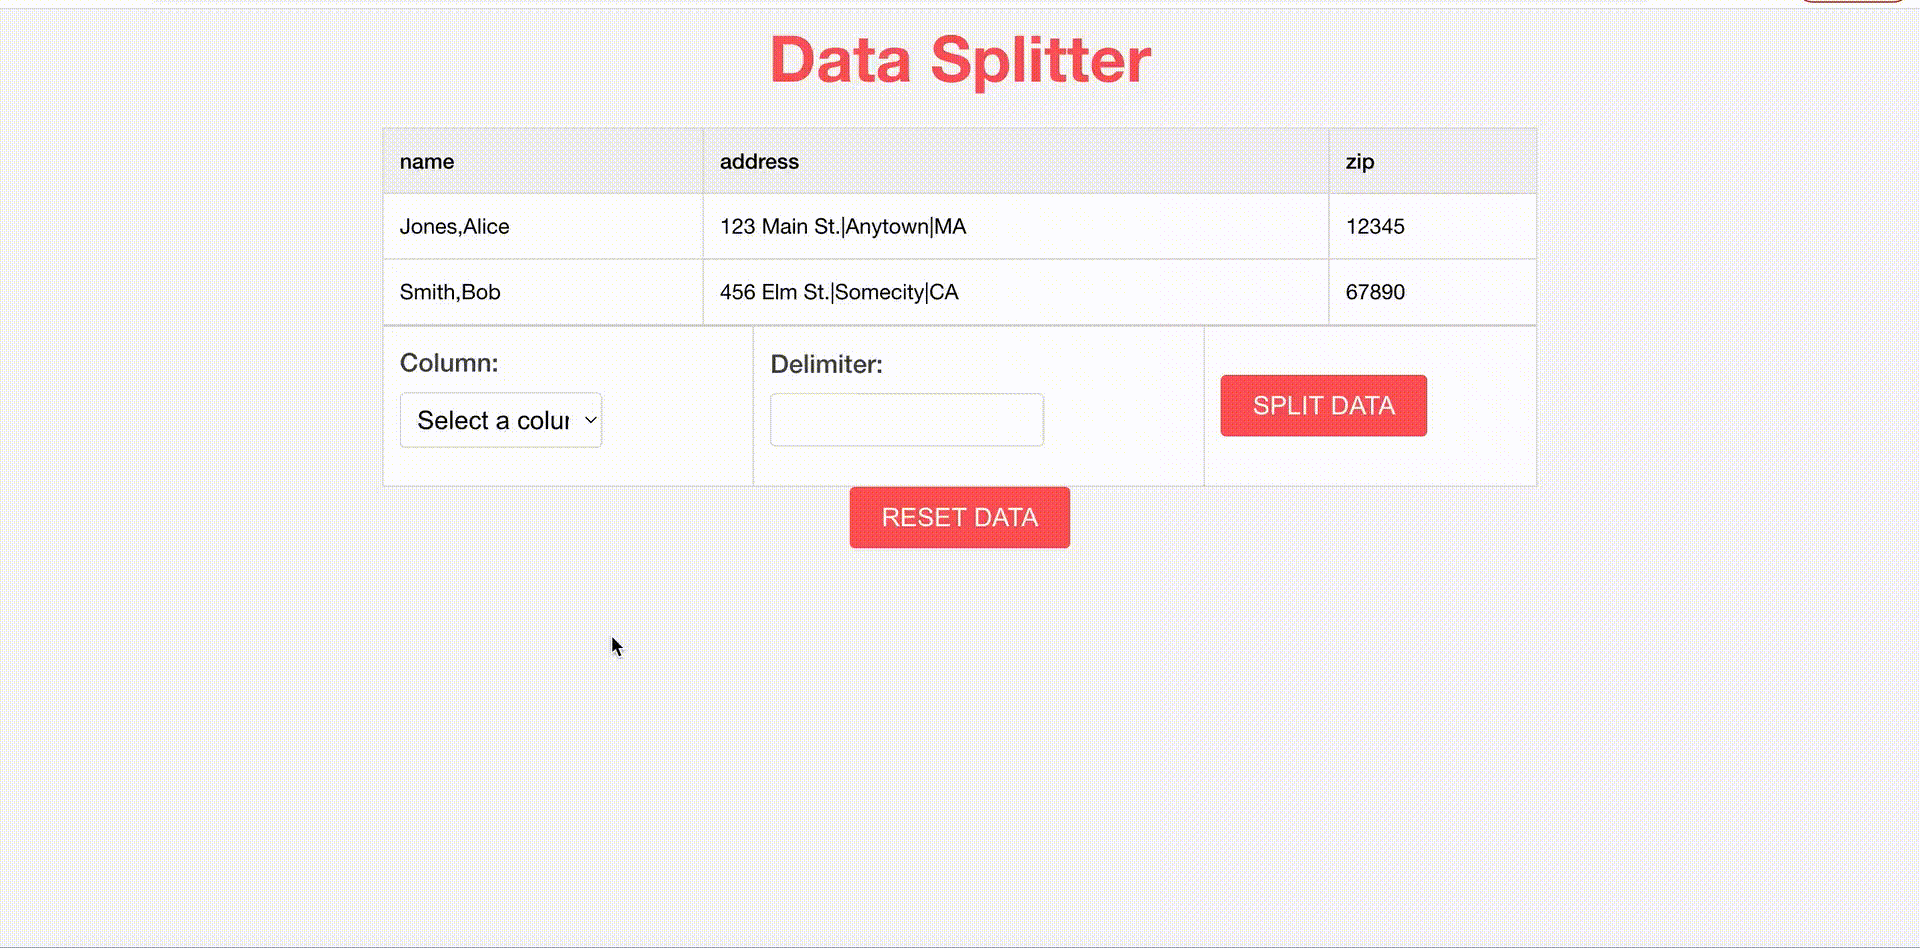 Data Splitter
name address zip
Jones,Alice 123 Main St.|Anytown|MA 12345
Smith,Bob 456 Elm St.|Somecity|CA 67890
Column: Delimiter:
Select a colur SPLIT DATA
RESET DATA